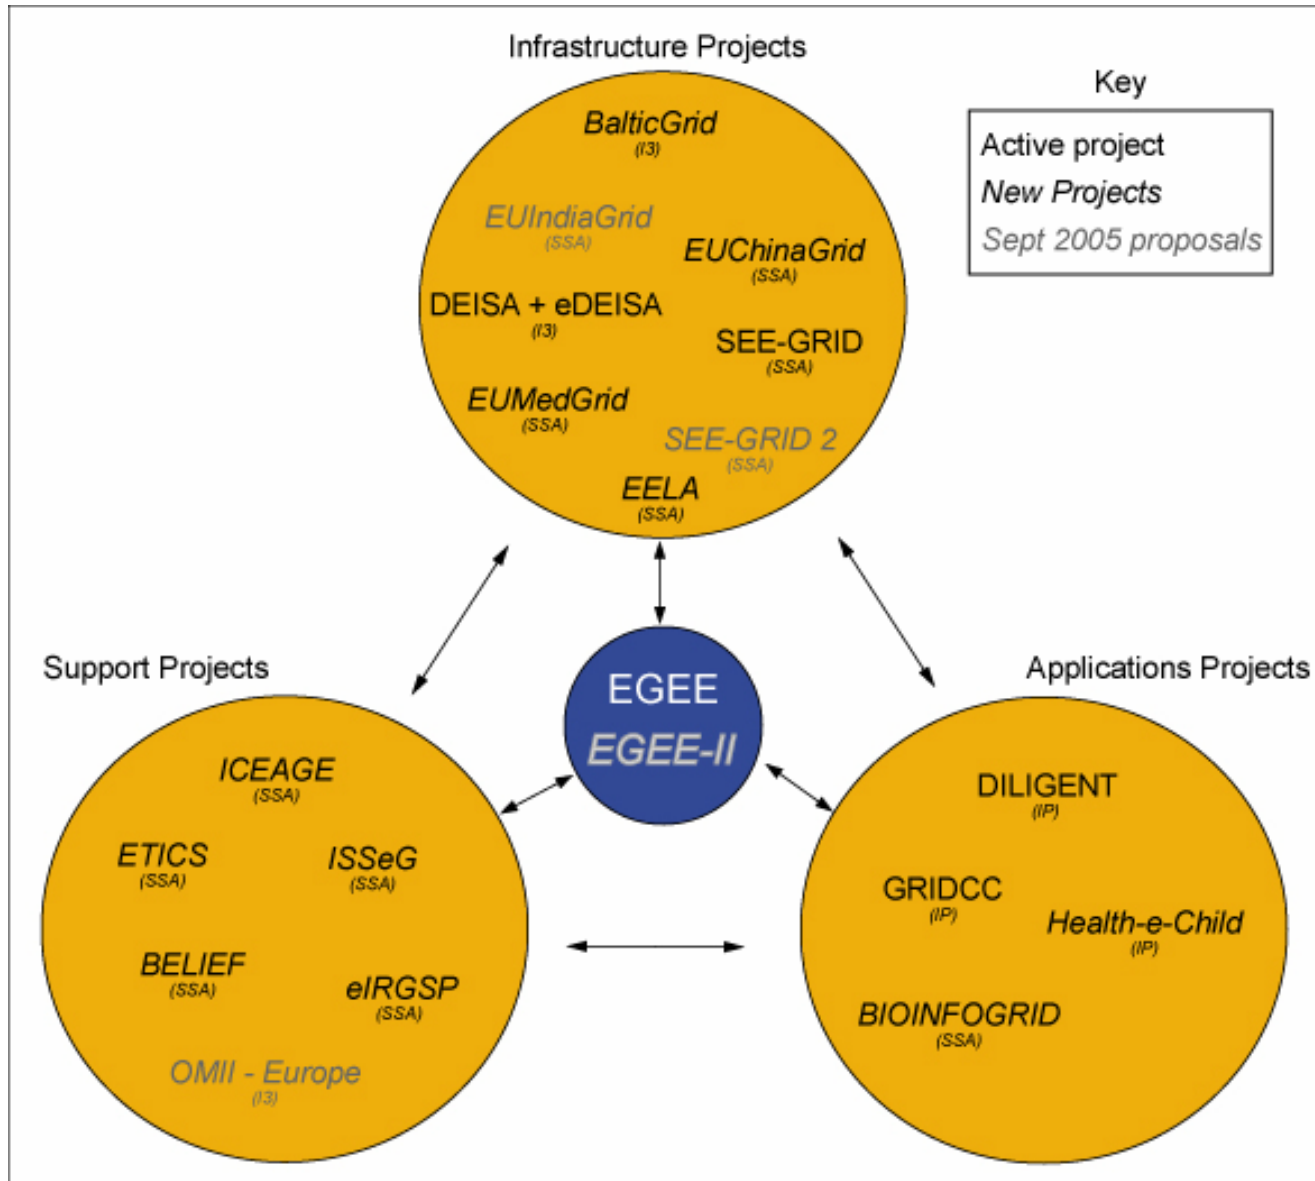 Infrastructure Projects
Key
Active project
New Projects
Sept 2005 proposals
BalticGrid
(I3)
EUIndiaGrid
(SSA)
EUChinaGrid
(SSA)
DEISA + eDEISA
(I3)
SEE-GRID
(SSA)
EUMedGrid
(SSA)
SEE-GRID 2
(SSA)
EELA
(SSA)
Support Projects
EGEE
EGEE-II
Applications Projects
ICEAGE
(SSA)
ETICS
(SSA)
ISSeG
(SSA)
BELIEF
(SSA)
eIRGSP
(SSA)
OMII - Europe
(I3)
DILIGENT
(IP)
GRIDCC
(IP)
Health-e-Child
(IP)
BIOINFOGRID
(SSA)